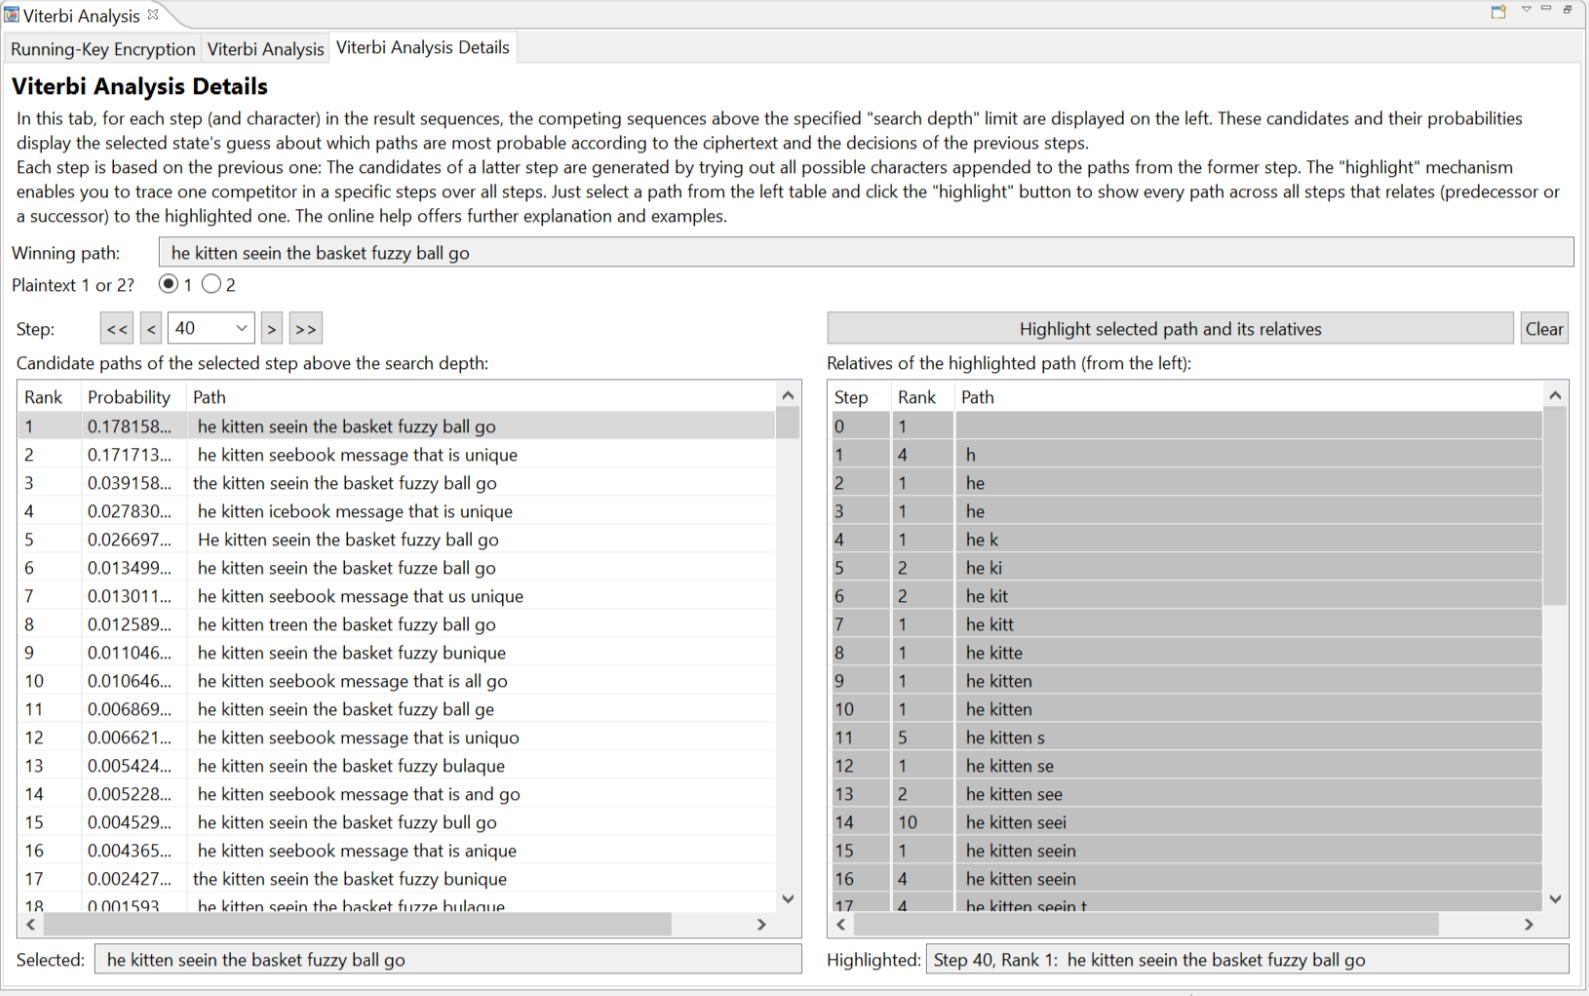 Viterbi Analysis
Running-Key Encryption Viterbi Analysis Viterbi Analysis Details
Viterbi Analysis Details
In this tab, for each step (and character) in the result sequences, the competing sequences above the specified "search depth" limit are displayed on the left. These candidates and their probabilities
display the selected state's guess about which paths are most probable according to the ciphertext and the decisions of the previous steps.
Each step is based on the previous one: The candidates of a latter step are generated by trying out all possible characters appended to the paths from the former step. The "highlight" mechanism
enables you to trace one competitor in a specific steps over all steps. Just select a path from the left table and click the "highlight" button to show every path across all steps that relates (predecessor or
a successor) to the highlighted one. The online help offers further explanation and examples.
Winning path: he kitten seein the basket fuzzy ball go
Plaintext 1 or 2? 1 2
Step: << < 40 > >> Highlight selected path and its relatives Clear
Candidate paths of the selected step above the search depth:
Rank Probability Path
1 0.178158... he kitten seein the basket fuzzy ball go
2 0.171713... he kitten seebook message that is unique
3 0.039158... the kitten seein the basket fuzzy ball go
4 0.027830... he kitten icebook message that is unique
5 0.026697... He kitten seein the basket fuzzy ball go
6 0.013499... he kitten seein the basket fuzze ball go
7 0.013011... he kitten seebook message that us unique
8 0.012589... he kitten treen the basket fuzzy ball go
9 0.011046... he kitten seein the basket fuzzy bunique
10 0.010646... he kitten seebook message that is all go
11 0.006869... he kitten seein the basket fuzzy ball ge
12 0.006621... he kitten seebook message that is uniquo
13 0.005424... he kitten seein the basket fuzzy bulaque
14 0.005228... he kitten seebook message that is and go
15 0.004529... he kitten seein the basket fuzzy bull go
16 0.004365... he kitten seebook message that is anique
17 0.002427... the kitten seein the basket fuzzy bunique
18 0.001593 he kitten seein the basket fuzze bulaque
Selected: he kitten seein the basket fuzzy ball go
Relatives of the highlighted path (from the left):
Step Rank Path
0 1
1 4 h
2 1 he
3 1 he
4 1 he k
5 2 he ki
6 2 he kit
7 1 he kitt
8 1 he kitte
9 1 he kitten
10 1 he kitten
11 5 he kitten s
12 1 he kitten se
13 2 he kitten see
14 10 he kitten seei
15 1 he kitten seein
16 4 he kitten seein
17 4 he kitten seein t
Highlighted: Step 40, Rank 1: he kitten seein the basket fuzzy ball go